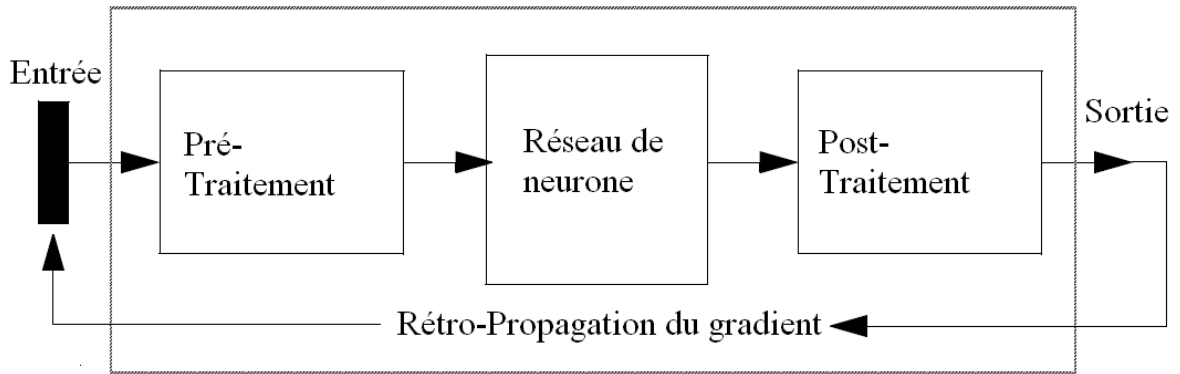 Entrée
Pré-
Traitement
Réseau de
neurone
Post-
Traitement
Sortie
Rétro-Propagation du gradient